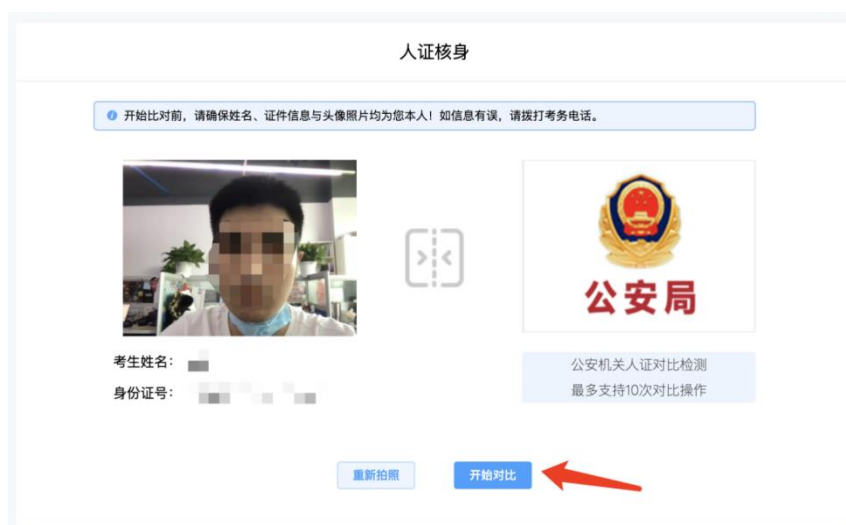 人证核身
开始比对前，请确保姓名、证件信息与头像照片均为您本人！如信息有误，请拨打考务电话。
公安局
考生姓名：
身份证号：
公安机关人证对比检测
最多支持10次对比操作
重新拍照
开始对比